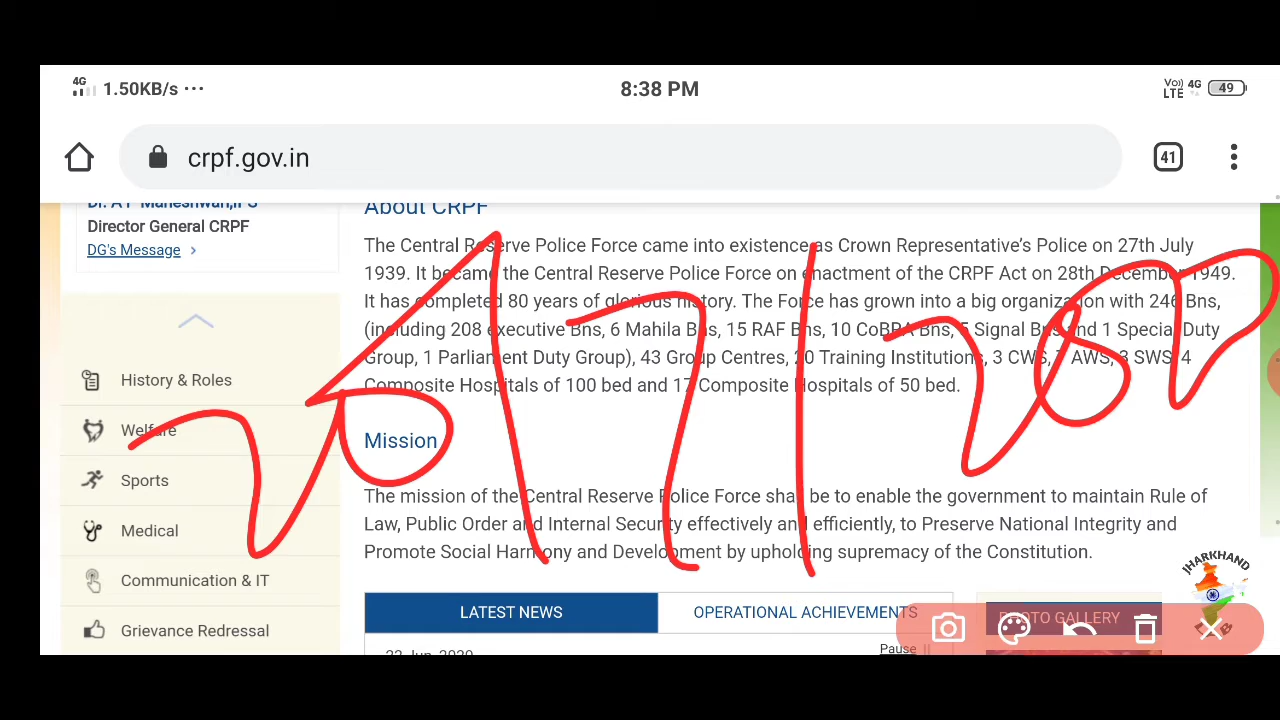 4G 1.50KB/s ··· 8:38 PM Vo) LTE 4G 49
crpf.gov.in 41
Director General CRPF
DG's Message >
History & Roles
Welfare
Sports
Medical
Communication & IT
Grievance Redressal
About CRPF
The Central Reserve Police Force came into existence as Crown Representative's Police on 27th July
1939. It became the Central Reserve Police Force on enactment of the CRPF Act on 28th December 1949.
It has completed 80 years of glorious history. The Force has grown into a big organization with 246 Bns,
(including 208 executive Bns, 6 Mahila Bns, 15 RAF Bns, 10 CoBRA Bns, 5 Signal Bns and 1 Special Duty
Group, 1 Parliament Duty Group), 43 Group Centres, 20 Training Institutions, 3 CWS, 7 AWS, 3 SWS, 4
Composite Hospitals of 100 bed and 17 Composite Hospitals of 50 bed.
Mission
The mission of the Central Reserve Police Force shall be to enable the government to maintain Rule of
Law, Public Order and Internal Security effectively and efficiently, to Preserve National Integrity and
Promote Social Harmony and Development by upholding supremacy of the Constitution.
LATEST NEWS OPERATIONAL ACHIEVEMENTS
Pause ||
22 Jun, 2020
PHOTO GALLERY
JHARKHAND